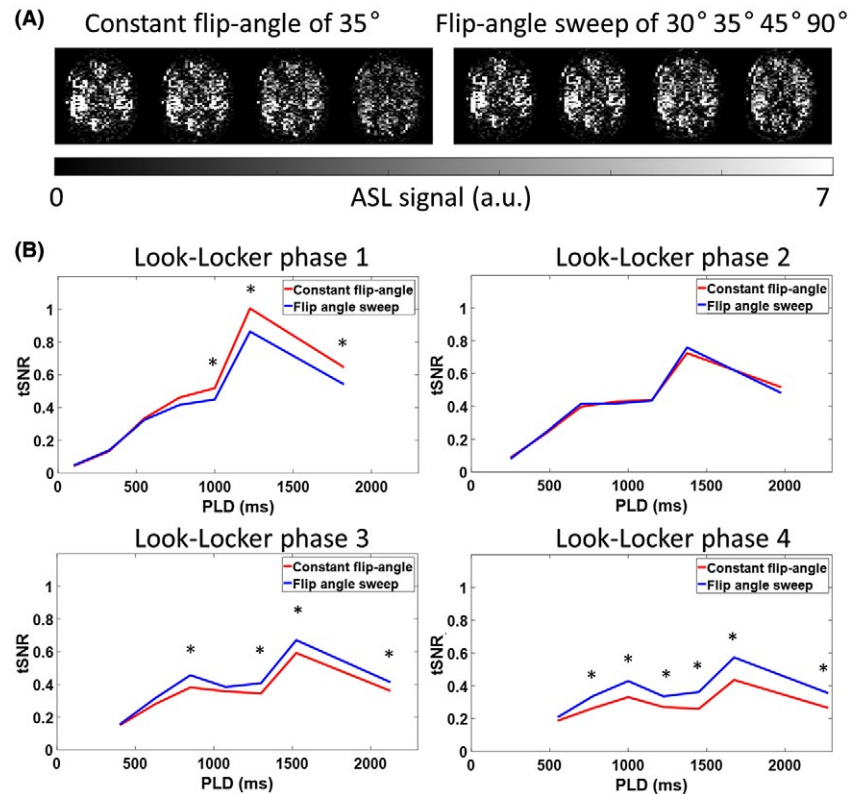 (A)
Constant flip-angle of 35° Flip-angle sweep of 30° 35° 45° 90°
0 ASL signal (a.u.) 7
(B)
Look-Locker phase 1
*
*
*
Constant flip-angle
Flip angle sweep
1
0.8
0.6
0.4
0.2
0
tSNR
0 500 1000 1500 2000
PLD (ms)
Look-Locker phase 2
Constant flip-angle
Flip angle sweep
1
0.8
0.6
0.4
0.2
0
tSNR
0 500 1000 1500 2000
PLD (ms)
Look-Locker phase 3
Constant flip-angle
Flip angle sweep
*
*
*
*
1
0.8
0.6
0.4
0.2
0
tSNR
0 500 1000 1500 2000
PLD (ms)
Look-Locker phase 4
Constant flip-angle
Flip angle sweep
*
*
*
*
*
*
1
0.8
0.6
0.4
0.2
0
tSNR
0 500 1000 1500 2000
PLD (ms)